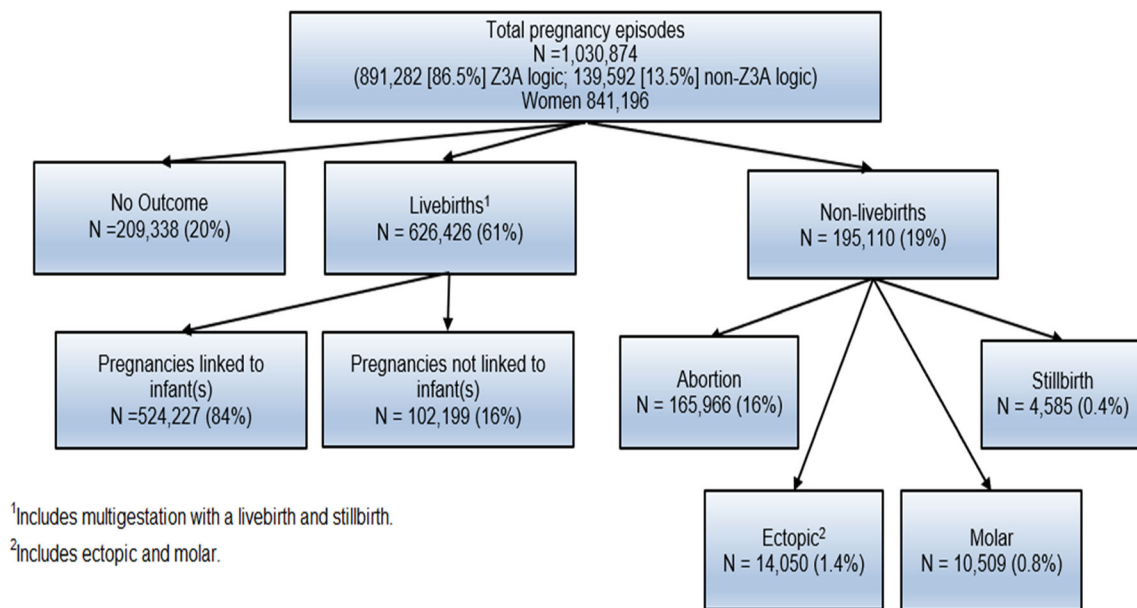 Total pregnancy episodes
N =1,030,874
(891,282 [86.5%] Z3A logic; 139,592 [13.5%] non-Z3A logic)
Women 841,196
No Outcome
N =209,338 (20%)
Livebirths¹
N = 626,426 (61%)
Non-livebirths
N = 195,110 (19%)
Pregnancies linked to
infant(s)
N =524,227 (84%)
Pregnancies not linked to
infant(s)
N = 102,199 (16%)
Abortion
N = 165,966 (16%)
Stillbirth
N = 4,585 (0.4%)
Ectopic²
N = 14,050 (1.4%)
Molar
N = 10,509 (0.8%)
¹Includes multigestation with a livebirth and stillbirth.
²Includes ectopic and molar.